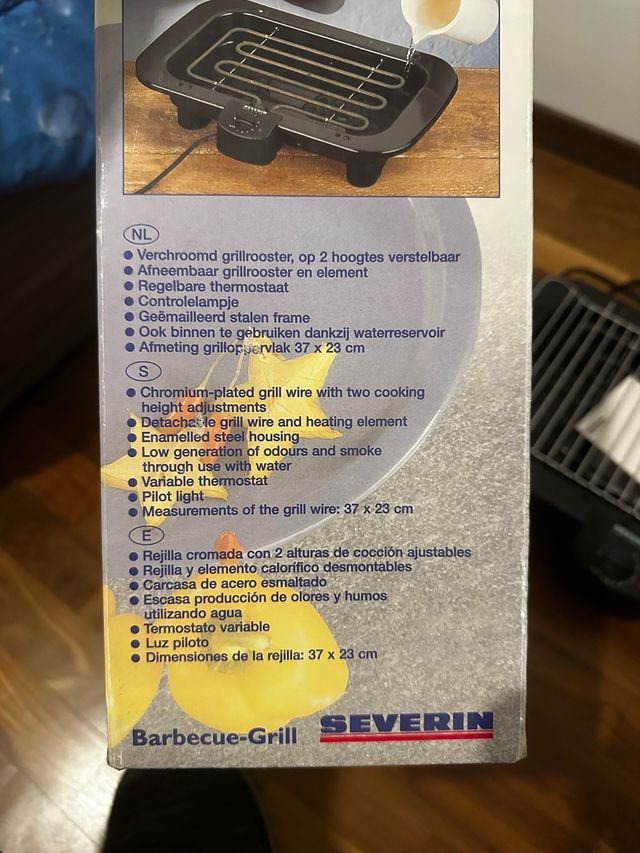 NL
Verchroomd grillrooster, op 2 hoogtes verstelbaar
Afneembaar grillrooster en element
Regelbare thermostaat
Controlelampje
Geëmailleerd stalen frame
Ook binnen te gebruiken dankzij waterreservoir
Afmeting grilloppervlak 37 x 23 cm
S
Chromium-plated grill wire with two cooking
height adjustments
Detachable grill wire and heating element
Enamelled steel housing
Low generation of odours and smoke
through use with water
Variable thermostat
Pilot light
Measurements of the grill wire: 37 x 23 cm
E
Rejilla cromada con 2 alturas de cocción ajustables
Rejilla y elemento calorífico desmontables
Carcasa de acero esmaltado
Escasa producción de olores y humos
utilizando agua
Termostato variable
Luz piloto
Dimensiones de la rejilla: 37 x 23 cm
Barbecue-Grill SEVERIN